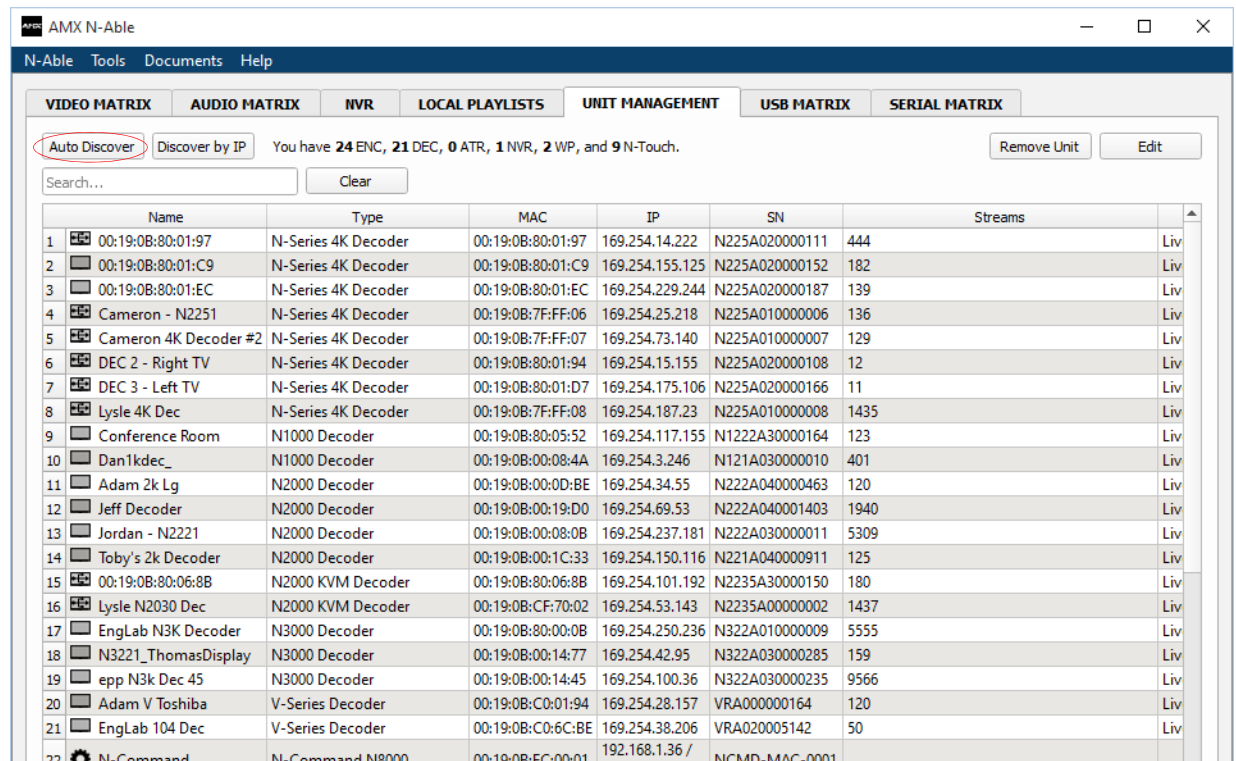 AMX AMX N-Able
N-Able Tools Documents Help
VIDEO MATRIX AUDIO MATRIX NVR LOCAL PLAYLISTS UNIT MANAGEMENT USB MATRIX SERIAL MATRIX
Auto Discover Discover by IP You have 24 ENC, 21 DEC, 0 ATR, 1 NVR, 2 WP, and 9 N-Touch. Remove Unit Edit
Search... Clear
Name Type MAC IP SN Streams
1 00:19:0B:80:01:97 N-Series 4K Decoder 00:19:0B:80:01:97 169.254.14.222 N225A020000111 444 Liv
2 00:19:0B:80:01:C9 N-Series 4K Decoder 00:19:0B:80:01:C9 169.254.155.125 N225A020000152 182 Liv
3 00:19:0B:80:01:EC N-Series 4K Decoder 00:19:0B:80:01:EC 169.254.229.244 N225A020000187 139 Liv
4 Cameron - N2251 N-Series 4K Decoder 00:19:0B:7F:FF:06 169.254.25.218 N225A010000006 136 Liv
5 Cameron 4K Decoder #2 N-Series 4K Decoder 00:19:0B:7F:FF:07 169.254.73.140 N225A010000007 129 Liv
6 DEC 2 - Right TV N-Series 4K Decoder 00:19:0B:80:01:94 169.254.15.155 N225A020000108 12 Liv
7 DEC 3 - Left TV N-Series 4K Decoder 00:19:0B:80:01:D7 169.254.175.106 N225A020000166 11 Liv
8 Lysle 4K Dec N-Series 4K Decoder 00:19:0B:7F:FF:08 169.254.187.23 N225A010000008 1435 Liv
9 Conference Room N1000 Decoder 00:19:0B:80:05:52 169.254.117.155 N1222A30000164 123 Liv
10 Dan1kdec_ N1000 Decoder 00:19:0B:00:08:4A 169.254.3.246 N121A030000010 401 Liv
11 Adam 2k Lg N2000 Decoder 00:19:0B:00:0D:BE 169.254.34.55 N222A040000463 120 Liv
12 Jeff Decoder N2000 Decoder 00:19:0B:00:19:D0 169.254.69.53 N222A040001403 1940 Liv
13 Jordan - N2221 N2000 Decoder 00:19:0B:00:08:0B 169.254.237.181 N222A030000011 5309 Liv
14 Toby's 2k Decoder N2000 Decoder 00:19:0B:00:1C:33 169.254.150.116 N221A040000911 125 Liv
15 00:19:0B:80:06:8B N2000 KVM Decoder 00:19:0B:80:06:8B 169.254.101.192 N2235A30000150 180 Liv
16 Lysle N2030 Dec N2000 KVM Decoder 00:19:0B:CF:70:02 169.254.53.143 N2235A00000002 1437 Liv
17 EngLab N3K Decoder N3000 Decoder 00:19:0B:80:00:0B 169.254.250.236 N322A010000009 5555 Liv
18 N3221_ThomasDisplay N3000 Decoder 00:19:0B:00:14:77 169.254.42.95 N322A030000285 159 Liv
19 epp N3k Dec 45 N3000 Decoder 00:19:0B:00:14:45 169.254.100.36 N322A030000235 9566 Liv
20 Adam V Toshiba V-Series Decoder 00:19:0B:C0:01:94 169.254.28.157 VRA000000164 120 Liv
21 EngLab 104 Dec V-Series Decoder 00:19:0B:C0:6C:BE 169.254.38.206 VRA020005142 50 Liv
22 N-Command N-Command N8000 00:19:0B:EC:00:01 192.168.1.36 / NCMD-MAC-0001